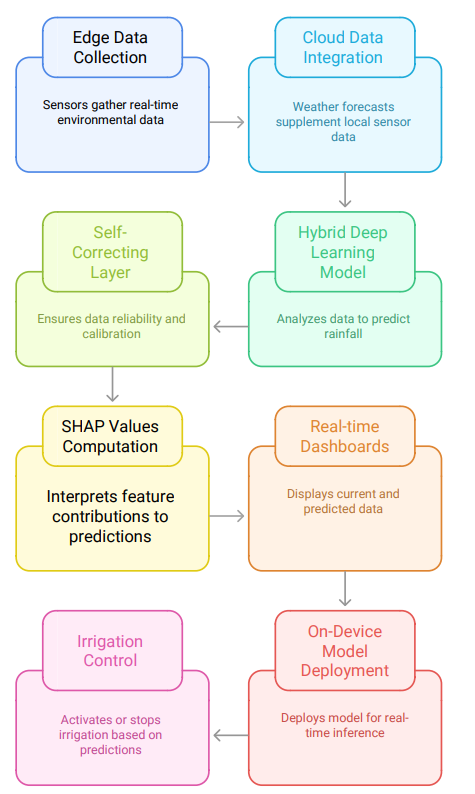 Edge Data
Collection
Sensors gather real-time
environmental data
Cloud Data
Integration
Weather forecasts
supplement local sensor
data
Hybrid Deep
Learning
Model
Analyzes data to predict
rainfall
Self-
Correcting
Layer
Ensures data reliability and
calibration
SHAP Values
Computation
Interprets feature
contributions to
predictions
Real-time
Dashboards
Displays current and
predicted data
On-Device
Model
Deployment
Deploys model for real-
time inference
Irrigation
Control
Activates or stops
irrigation based on
predictions